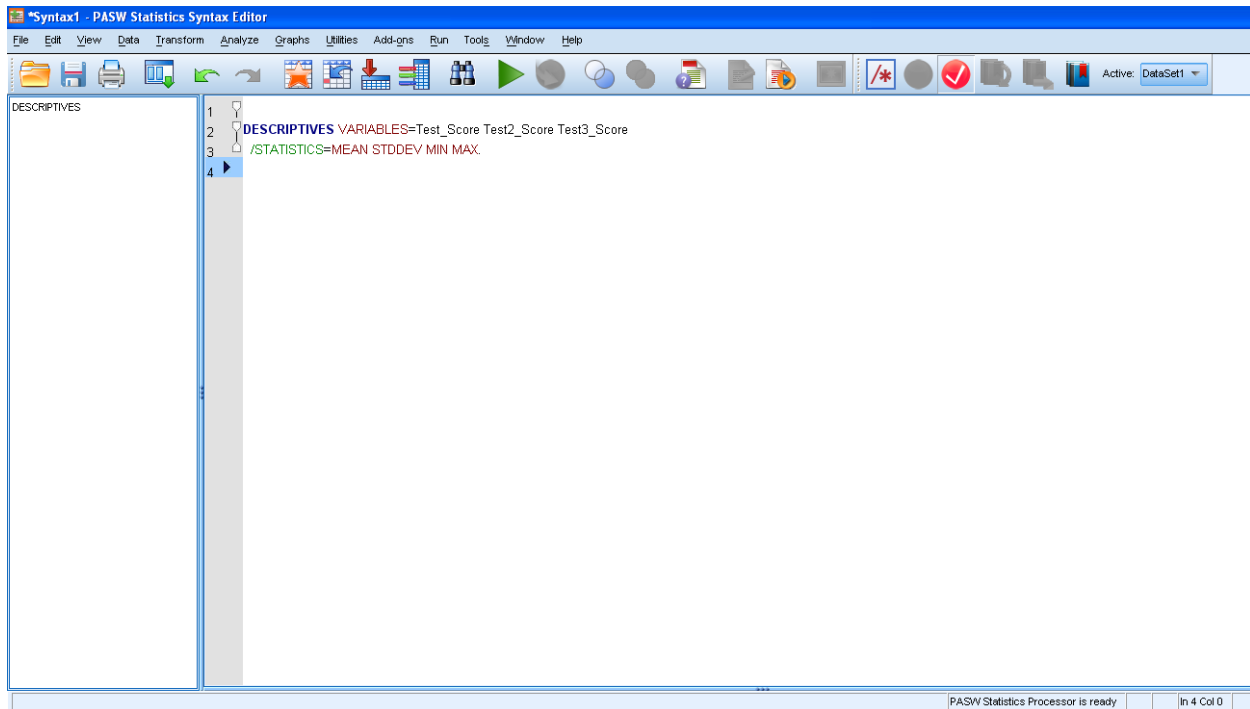 *Syntax1 - PASW Statistics Syntax Editor
File Edit View Data Transform Analyze Graphs Utilities Add-ons Run Tools Window Help
/* Active: DataSet1
DESCRIPTIVES
1
2 DESCRIPTIVES VARIABLES=Test_Score Test2_Score Test3_Score
3 /STATISTICS=MEAN STDDEV MIN MAX.
4
PASW Statistics Processor is ready In 4 Col 0